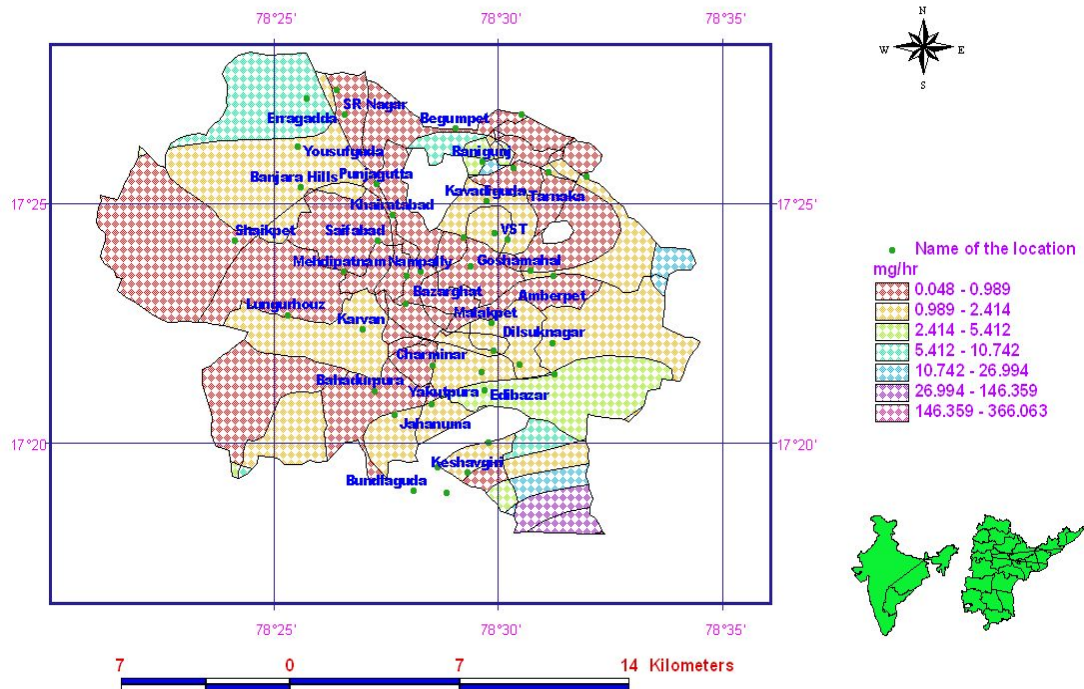 78°25' 78°30' 78°35'
N
W E
S
SR Nagar
Erragadda Begumpet
Yousufguda Ranigunj
Banjara Hills Punjagutta
Kavadiguda Tarnaka
17°25' Khairatabad 17°25'
Shaikpet Saifabad VST
Mehdipatnam Nampally Goshamahal
Lungurhouz Bazarghat Amberpet
Karvan Malakpet
Dilsuknagar
Charminar
Bahadurpura Yakutpura Edibazar
Jahanuma
17°20' 17°20'
Keshavgiri
Bundlaguda
Name of the location
mg/hr
0.048 - 0.989
0.989 - 2.414
2.414 - 5.412
5.412 - 10.742
10.742 - 26.994
26.994 - 146.359
146.359 - 366.063
78°25' 78°30' 78°35'
7 0 7 14 Kilometers